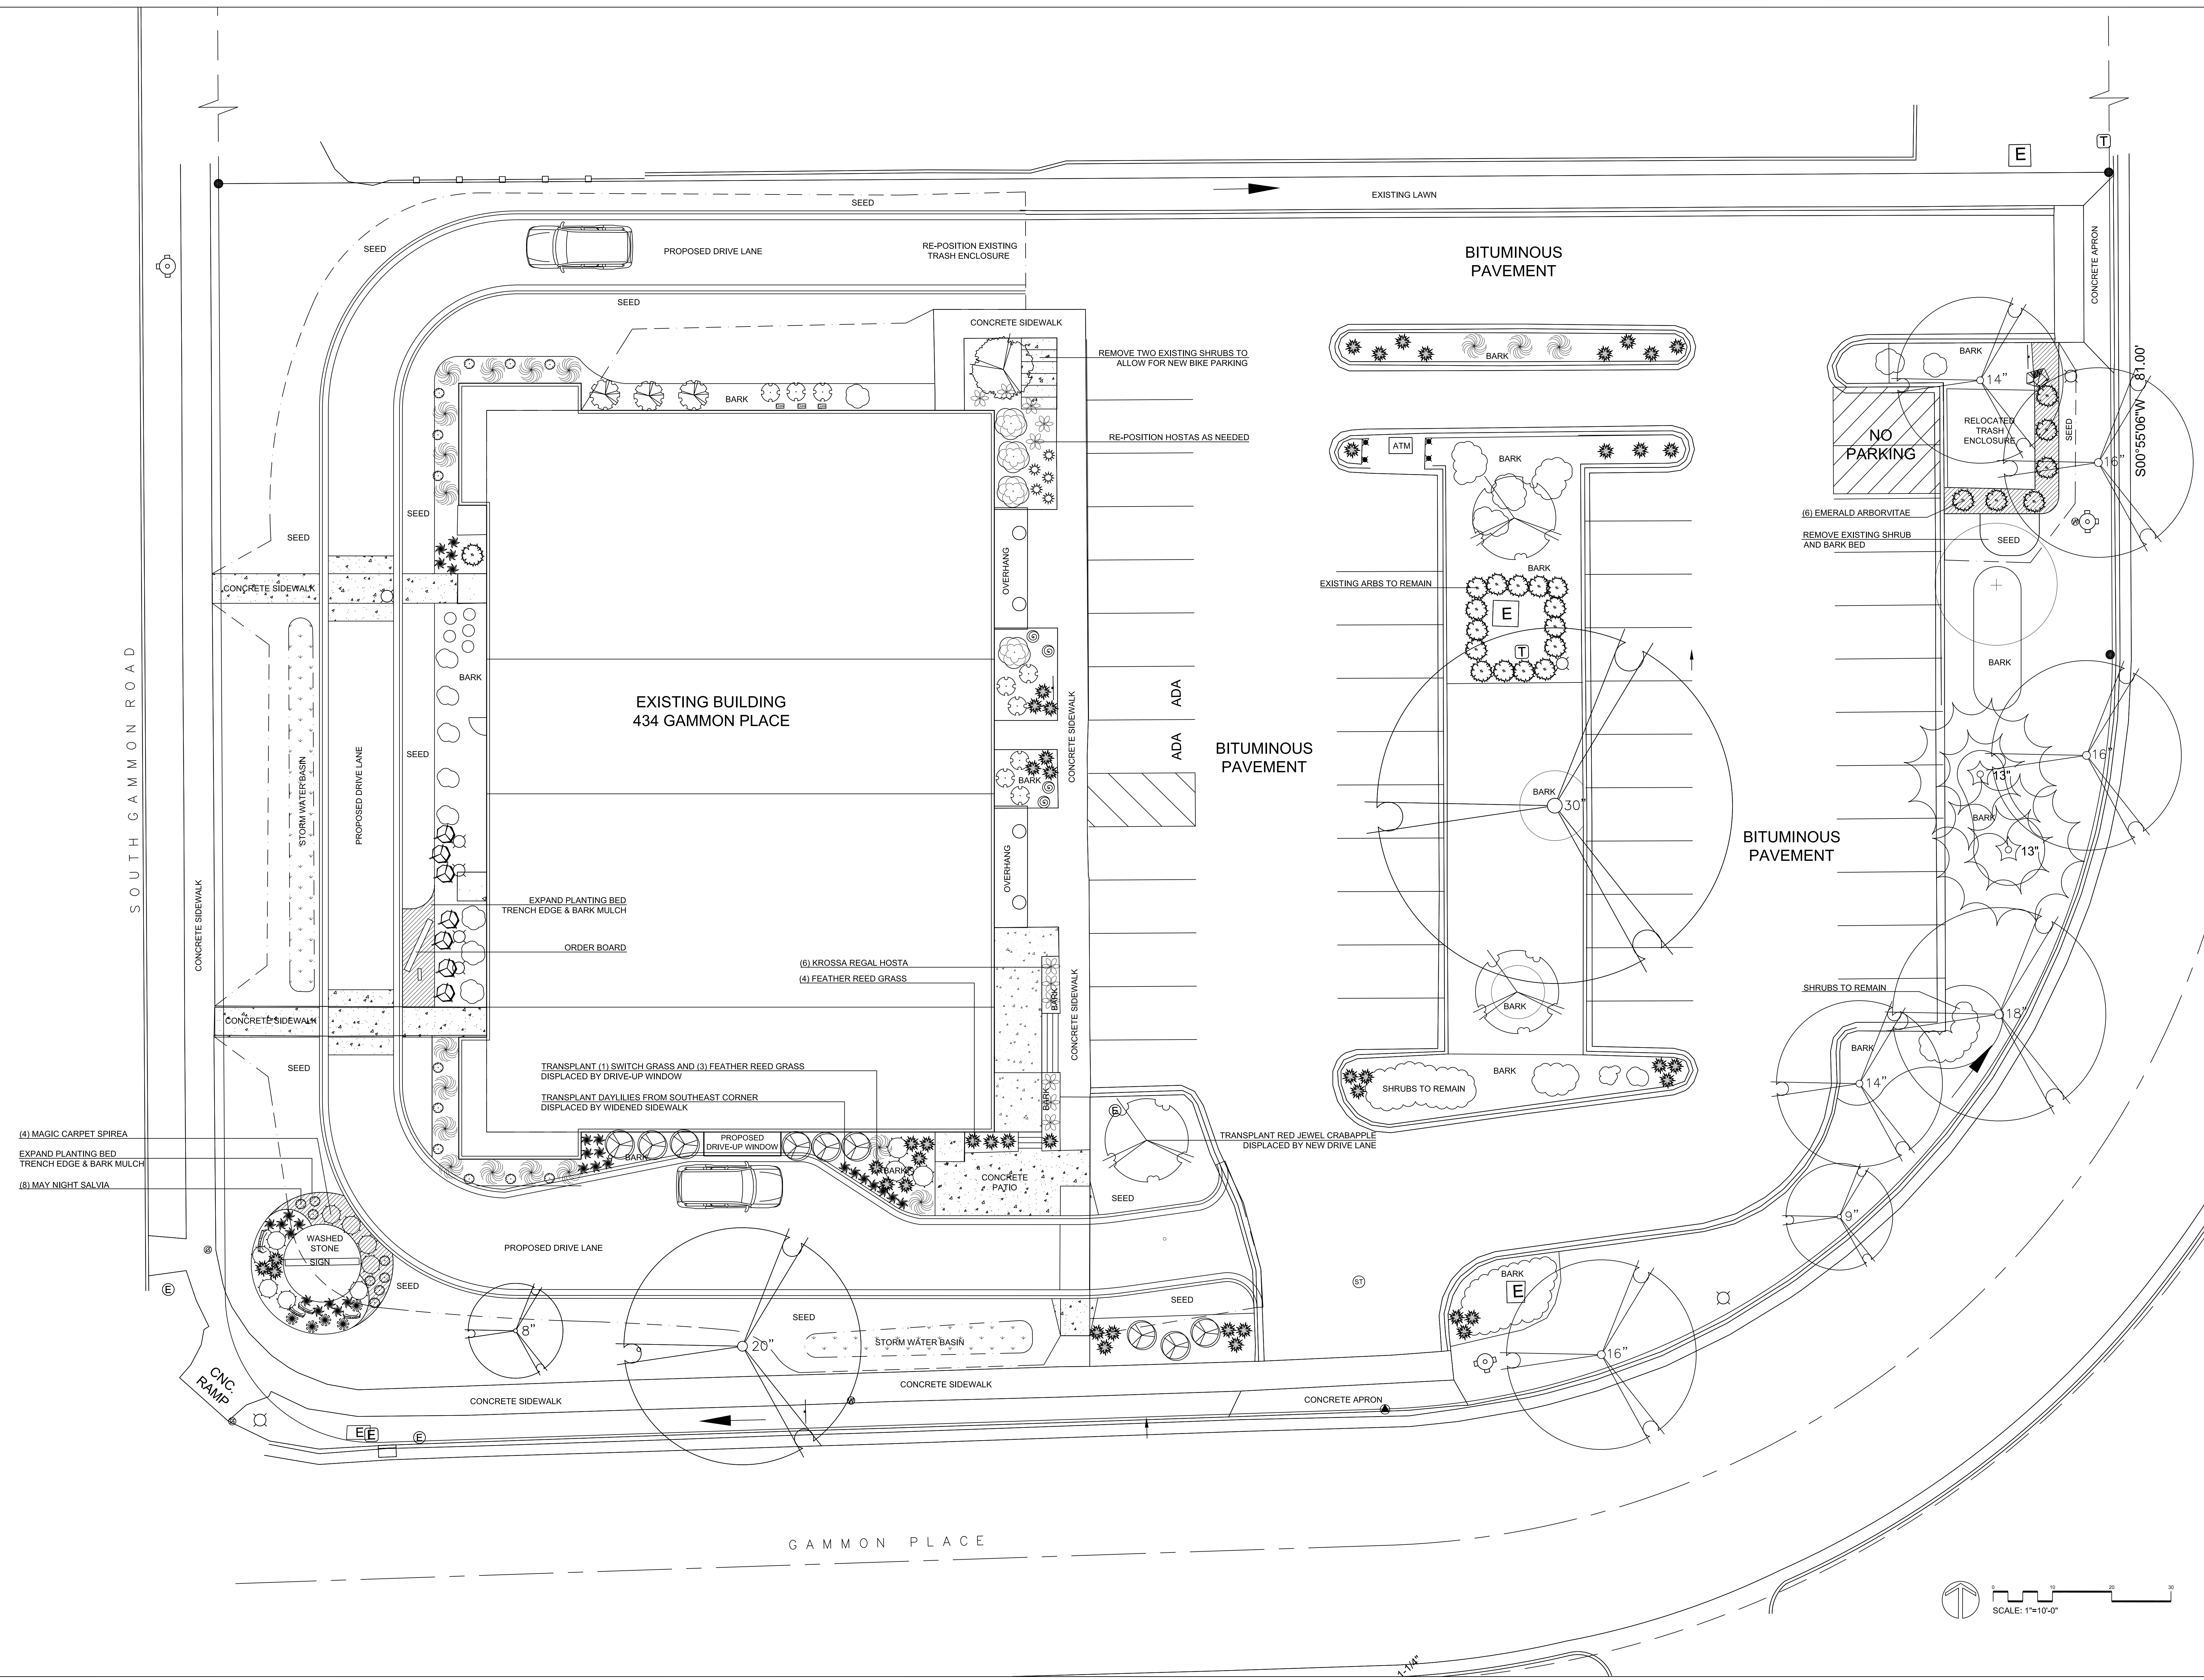 E
T
EXISTING LAWN
SEED
SEED
PROPOSED DRIVE LANE
RE-POSITION EXISTING
TRASH ENCLOSURE
BITUMINOUS
PAVEMENT
CONCRETE APRON
SEED
CONCRETE SIDEWALK
REMOVE TWO EXISTING SHRUBS TO
ALLOW FOR NEW BIKE PARKING
BARK
BARK
14"
S00°55'06"W 81.00'
BARK
RE-POSITION HOSTAS AS NEEDED
ATM
BARK
NO
PARKING
RELOCATED
TRASH
ENCLOSURE
SEED
16"
SEED
SEED
(6) EMERALD ARBORVITAE
REMOVE EXISTING SHRUB
AND BARK BED
SEED
OVERHANG
BARK
EXISTING ARBS TO REMAIN
E
T
CONCRETE SIDEWALK
SOUTH GAMMON ROAD
STORM WATER BASIN
PROPOSED DRIVE LANE
SEED
BARK
EXISTING BUILDING
434 GAMMON PLACE
CONCRETE SIDEWALK
ADA
ADA
BARK
BITUMINOUS
PAVEMENT
BARK
30"
BARK
16"
13"
BARK
13"
BITUMINOUS
PAVEMENT
CONCRETE SIDEWALK
OVERHANG
EXPAND PLANTING BED
TRENCH EDGE & BARK MULCH
ORDER BOARD
(6) KROSSA REGAL HOSTA
(4) FEATHER REED GRASS
BARK
CONCRETE SIDEWALK
BARK
SHRUBS TO REMAIN
18"
CONCRETE SIDEWALK
BARK
SEED
TRANSPLANT (1) SWITCH GRASS AND (3) FEATHER REED GRASS
DISPLACED BY DRIVE-UP WINDOW
TRANSPLANT DAYLILIES FROM SOUTHEAST CORNER
DISPLACED BY WIDENED SIDEWALK
BARK
SHRUBS TO REMAIN
BARK
14"
E
(4) MAGIC CARPET SPIREA
EXPAND PLANTING BED
TRENCH EDGE & BARK MULCH
(8) MAY NIGHT SALVIA
PROPOSED
DRIVE-UP WINDOW
BARK
BARK
TRANSPLANT RED JEWEL CRABAPPLE
DISPLACED BY NEW DRIVE LANE
CONCRETE
PATIO
SEED
9"
WASHED
STONE
SIGN
PROPOSED DRIVE LANE
SEED
E
ST
BARK
E
SEED
SEED
8"
20"
STORM WATER BASIN
16"
CNC.
RAMP
CONCRETE SIDEWALK
CONCRETE SIDEWALK
CONCRETE APRON
E
E
E
GAMMON PLACE
0 10 20 30
SCALE: 1"=10'-0"
1-1/4"